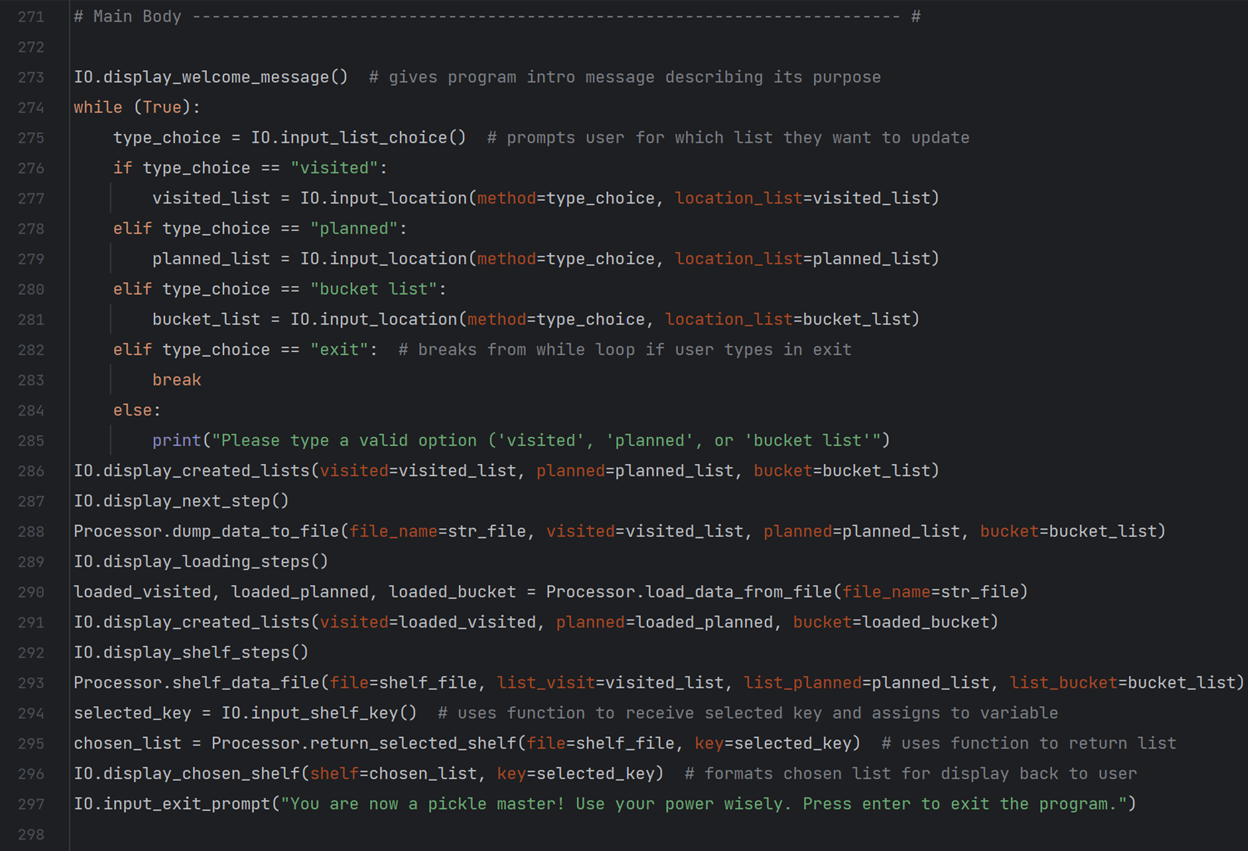 271 # Main Body ------------------------------------------------------------------------ #
272
273 IO.display_welcome_message()  # gives program intro message describing its purpose
274 while (True):
275     type_choice = IO.input_list_choice()  # prompts user for which list they want to update
276     if type_choice == "visited":
277         visited_list = IO.input_location(method=type_choice, location_list=visited_list)
278     elif type_choice == "planned":
279         planned_list = IO.input_location(method=type_choice, location_list=planned_list)
280     elif type_choice == "bucket list":
281         bucket_list = IO.input_location(method=type_choice, location_list=bucket_list)
282     elif type_choice == "exit":  # breaks from while loop if user types in exit
283         break
284     else:
285         print("Please type a valid option ('visited', 'planned', or 'bucket list'")
286 IO.display_created_lists(visited=visited_list, planned=planned_list, bucket=bucket_list)
287 IO.display_next_step()
288 Processor.dump_data_to_file(file_name=str_file, visited=visited_list, planned=planned_list, bucket=bucket_list)
289 IO.display_loading_steps()
290 loaded_visited, loaded_planned, loaded_bucket = Processor.load_data_from_file(file_name=str_file)
291 IO.display_created_lists(visited=loaded_visited, planned=loaded_planned, bucket=loaded_bucket)
292 IO.display_shelf_steps()
293 Processor.shelf_data_file(file=shelf_file, list_visit=visited_list, list_planned=planned_list, list_bucket=bucket_list)
294 selected_key = IO.input_shelf_key()  # uses function to receive selected key and assigns to variable
295 chosen_list = Processor.return_selected_shelf(file=shelf_file, key=selected_key)  # uses function to return list
296 IO.display_chosen_shelf(shelf=chosen_list, key=selected_key)  # formats chosen list for display back to user
297 IO.input_exit_prompt("You are now a pickle master! Use your power wisely. Press enter to exit the program.")
298